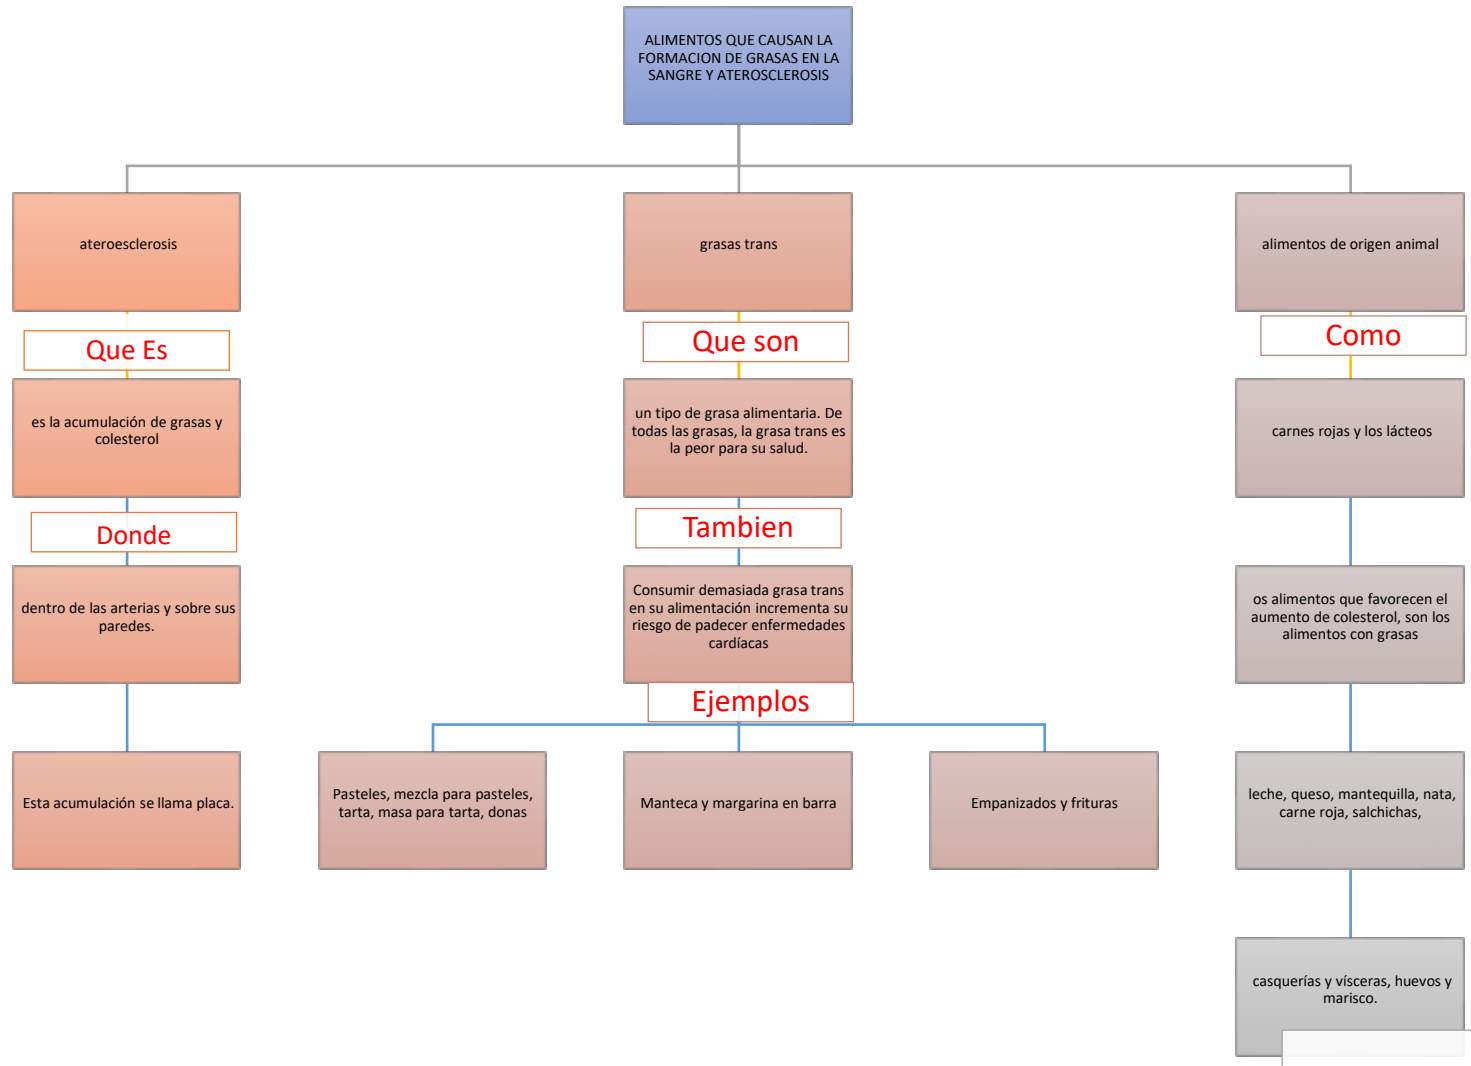 ALIMENTOS QUE CAUSAN LA
FORMACION DE GRASAS EN LA
SANGRE Y ATEROSCLEROSIS
ateroesclerosis
Que Es
es la acumulación de grasas y
colesterol
Donde
dentro de las arterias y sobre sus
paredes.
Esta acumulación se llama placa.
grasas trans
Que son
un tipo de grasa alimentaria. De
todas las grasas, la grasa trans es
la peor para su salud.
Tambien
Consumir demasiada grasa trans
en su alimentación incrementa su
riesgo de padecer enfermedades
cardíacas
Ejemplos
Pasteles, mezcla para pasteles,
tarta, masa para tarta, donas
Manteca y margarina en barra
Empanizados y frituras
alimentos de origen animal
Como
carnes rojas y los lácteos
os alimentos que favorecen el
aumento de colesterol, son los
alimentos con grasas
leche, queso, mantequilla, nata,
carne roja, salchichas,
casquerías y vísceras, huevos y
marisco.